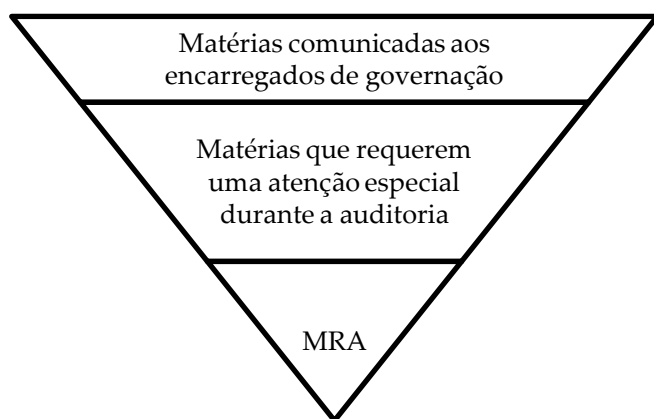 Matérias comunicadas aos
encarregados de governação
Matérias que requerem
uma atenção especial
durante a auditoria
MRA